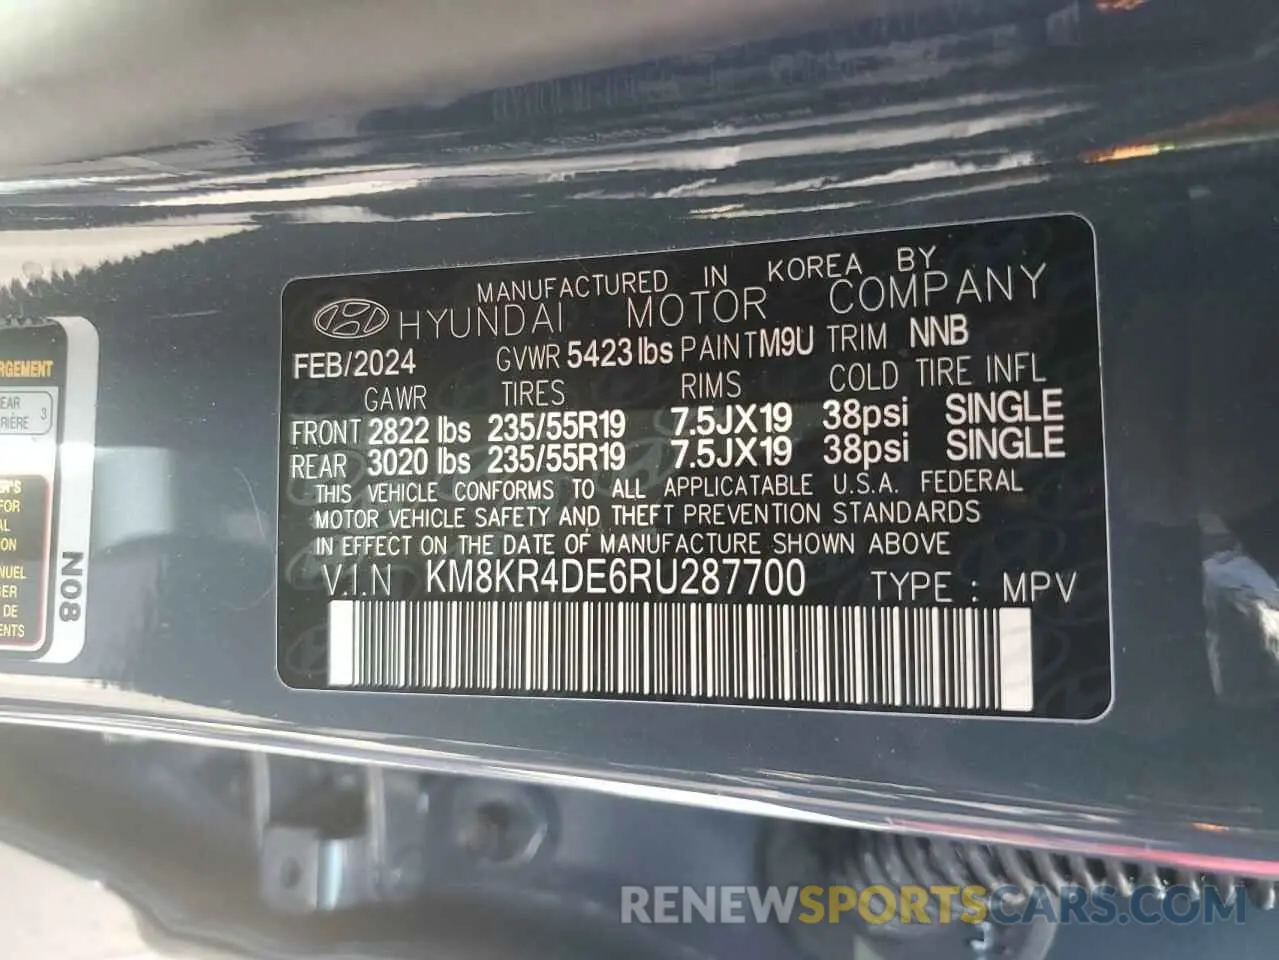 MANUFACTURED IN KOREA BY
HYUNDAI MOTOR COMPANY
FEB/2024 GVWR 5423 lbs PAINT M9U TRIM NNB
GAWR TIRES RIMS COLD TIRE INFL
FRONT 2822 lbs 235/55R19 7.5JX19 38psi SINGLE
REAR 3020 lbs 235/55R19 7.5JX19 38psi SINGLE
THIS VEHICLE CONFORMS TO ALL APPLICATABLE U.S.A. FEDERAL
MOTOR VEHICLE SAFETY AND THEFT PREVENTION STANDARDS
IN EFFECT ON THE DATE OF MANUFACTURE SHOWN ABOVE
V.I.N KM8KR4DE6RU287700 TYPE : MPV
3
N08
RENEWSPORTSCARS.COM